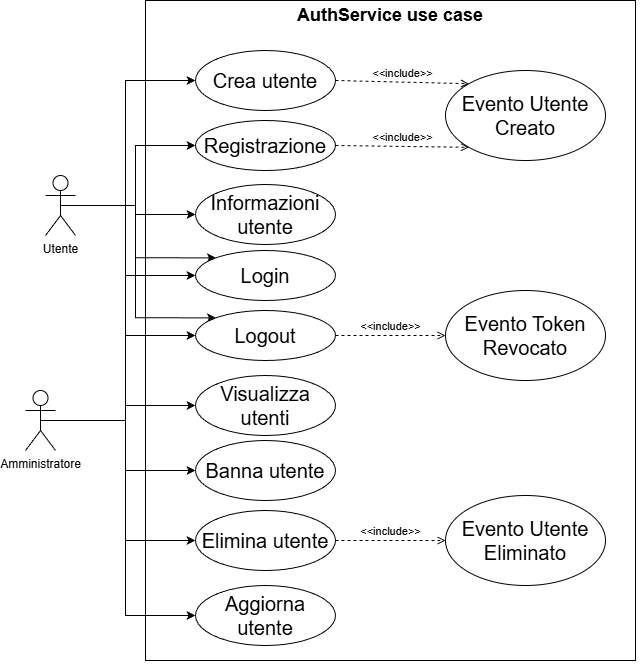 AuthService use case
Crea utente
<<include>>
Evento Utente
Creato
Registrazione
<<include>>
Informazioni
utente
Utente
Login
Logout
<<include>>
Evento Token
Revocato
Visualizza
utenti
Amministratore
Banna utente
Elimina utente
<<include>>
Evento Utente
Eliminato
Aggiorna
utente